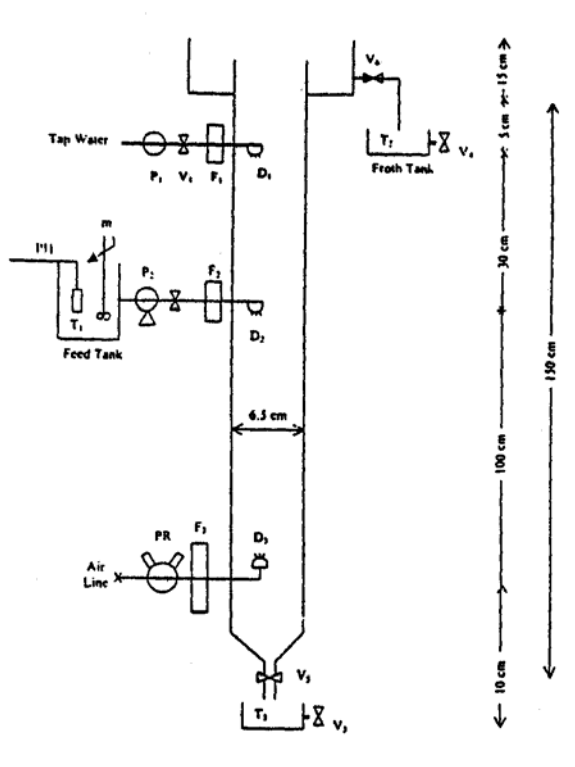 V₆
15 cm
5 cm
Tap Water
P₁
V₁
F₁
D₁
T₂
V₄
Froth Tank
30 cm
m
PH
P₂
F₂
T₁
D₂
Feed Tank
150 cm
6.5 cm
100 cm
PR
F₃
D₃
Air
Line
V₅
10 cm
T₃
V₃